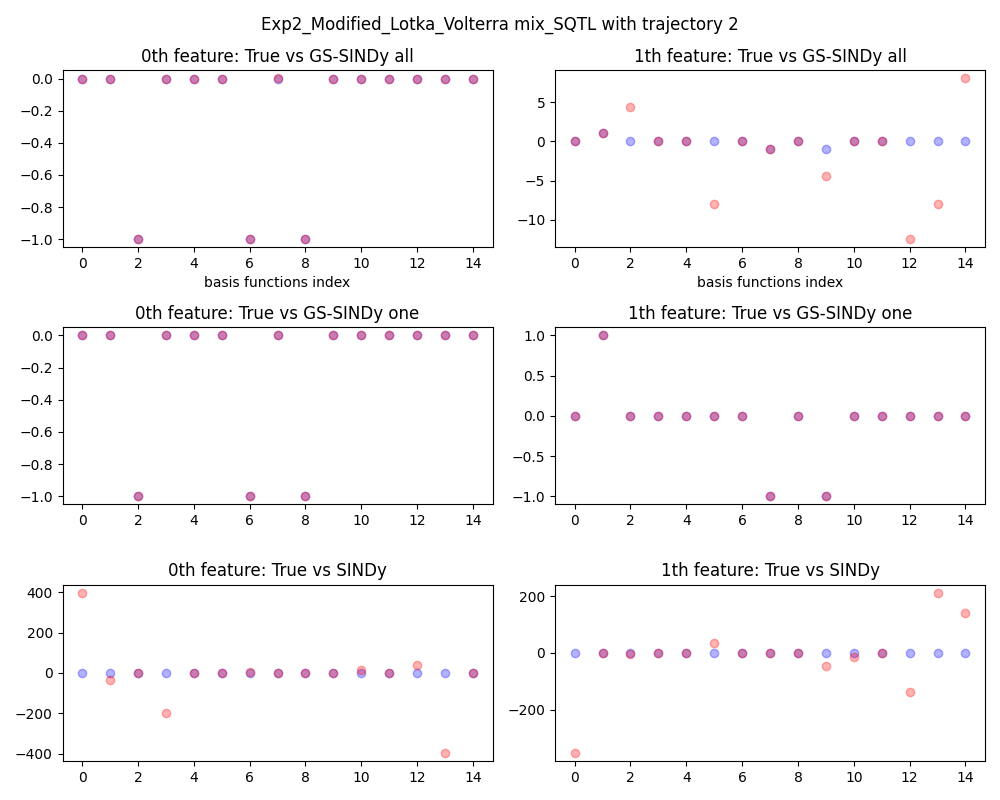 Exp2_Modified_Lotka_Volterra mix_SQTL with trajectory 2
0th feature: True vs GS-SINDy all
1th feature: True vs GS-SINDy all
0.0
−0.2
−0.4
−0.6
−0.8
−1.0
0 2 4 6 8 10 12 14
basis functions index
5
0
−5
−10
0 2 4 6 8 10 12 14
basis functions index
0th feature: True vs GS-SINDy one
1th feature: True vs GS-SINDy one
0.0
−0.2
−0.4
−0.6
−0.8
−1.0
0 2 4 6 8 10 12 14
1.0
0.5
0.0
−0.5
−1.0
0 2 4 6 8 10 12 14
0th feature: True vs SINDy
1th feature: True vs SINDy
400
200
0
−200
−400
0 2 4 6 8 10 12 14
200
0
−200
0 2 4 6 8 10 12 14